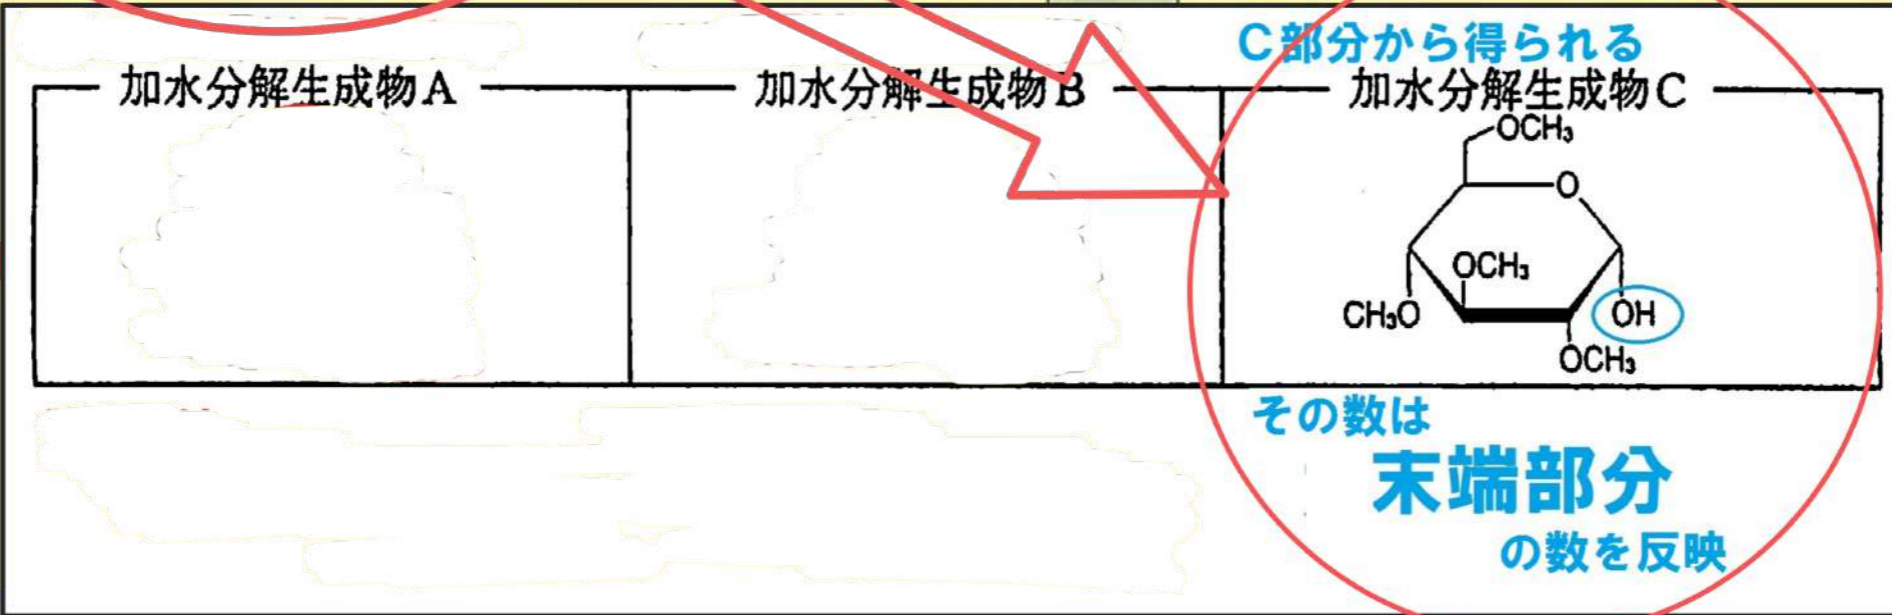 C部分から得られる
加水分解生成物A
加水分解生成物B
加水分解生成物C
OCH₃
O
OCH₃
CH₃O
OH
OCH₃
その数は
末端部分
の数を反映